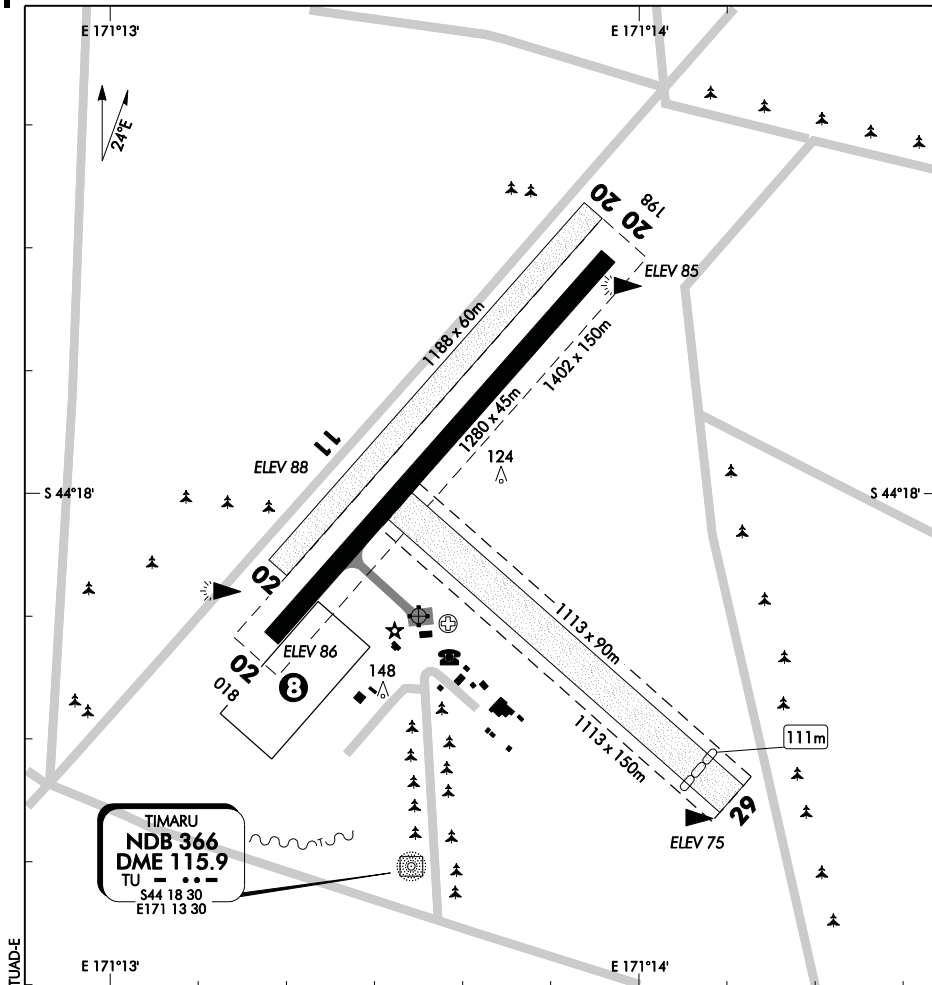 E 171°13'
E 171°14'
24°E
20
20
198
ELEV 85
1188 x 60m
1402 x 150m
1280 x 45m
124
11
ELEV 88
S 44°18'
S 44°18'
02
1113 x 90m
ELEV 86
02
018
8
148
1113 x 150m
111m
29
ELEV 75
TIMARU
NDB 366
DME 115.9
TU
S44 18 30
E171 13 30
T
E 171°13'
E 171°14'
TUAD-E